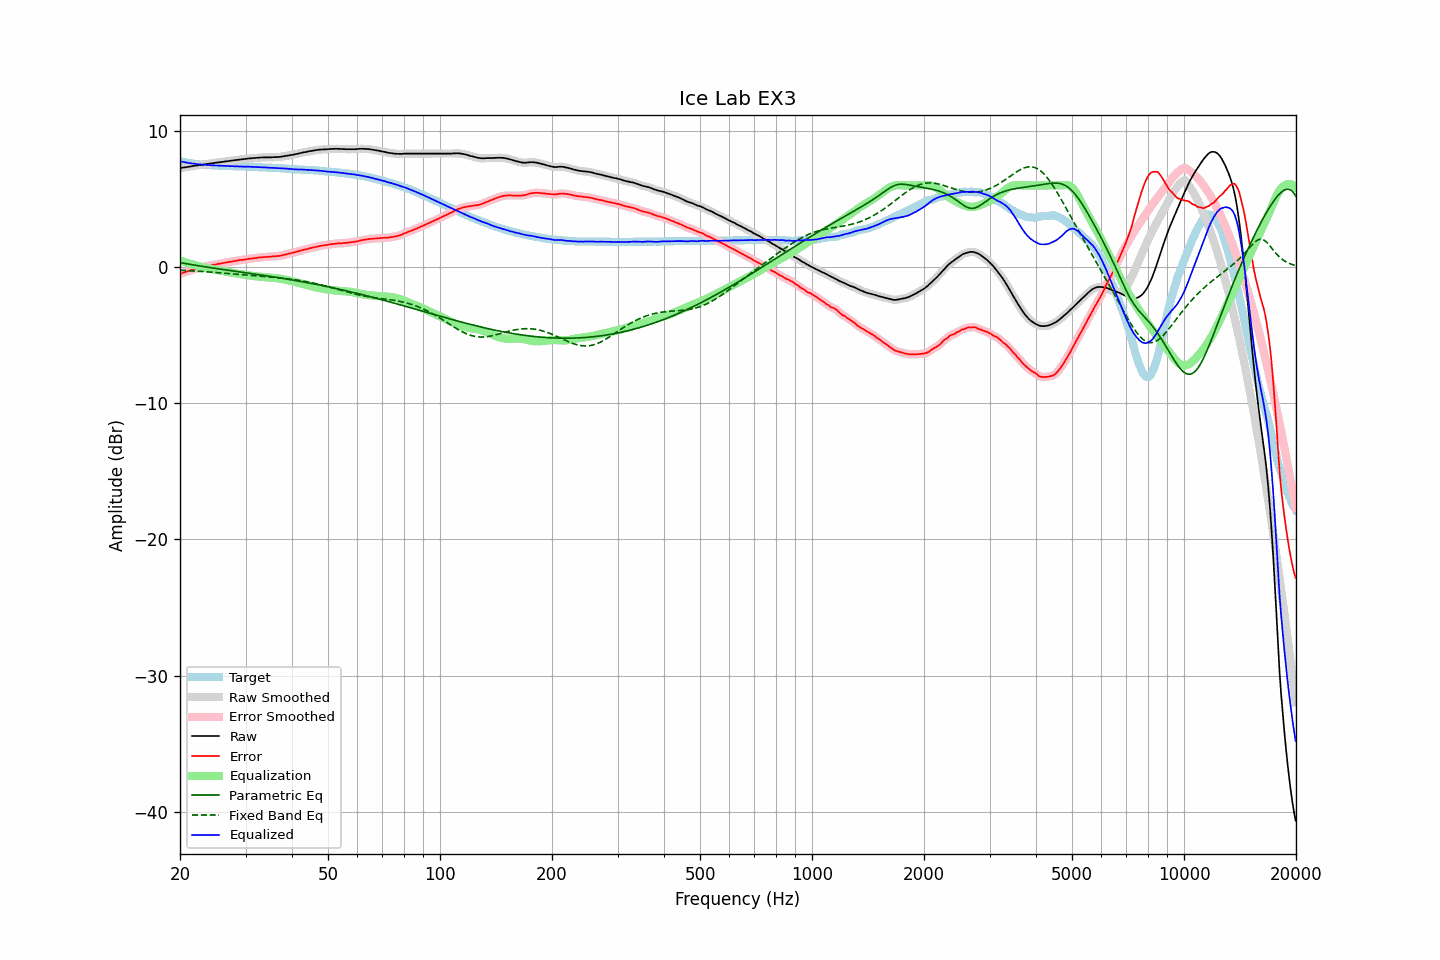 Ice Lab EX3
10
0
−10
−20
−30
−40
Amplitude (dBr)
Target
Raw Smoothed
Error Smoothed
Raw
Error
Equalization
Parametric Eq
Fixed Band Eq
Equalized
20 50 100 200 500 1000 2000 5000 10000 20000
Frequency (Hz)